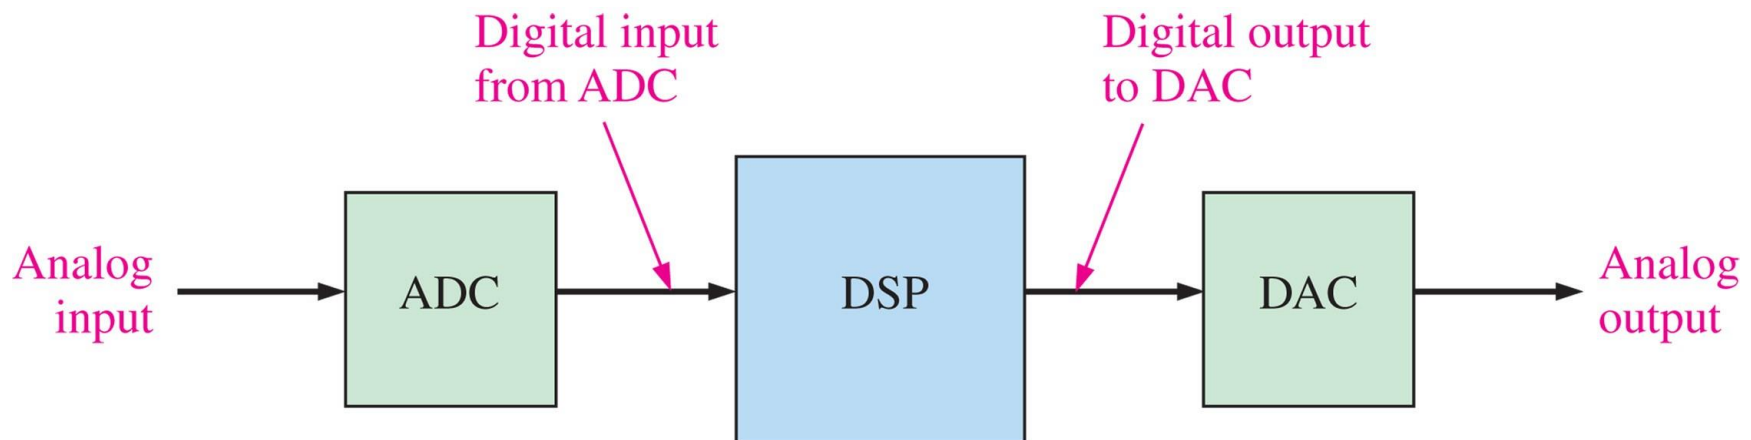 Digital input
from ADC
Digital output
to DAC
Analog
input
ADC
DSP
DAC
Analog
output